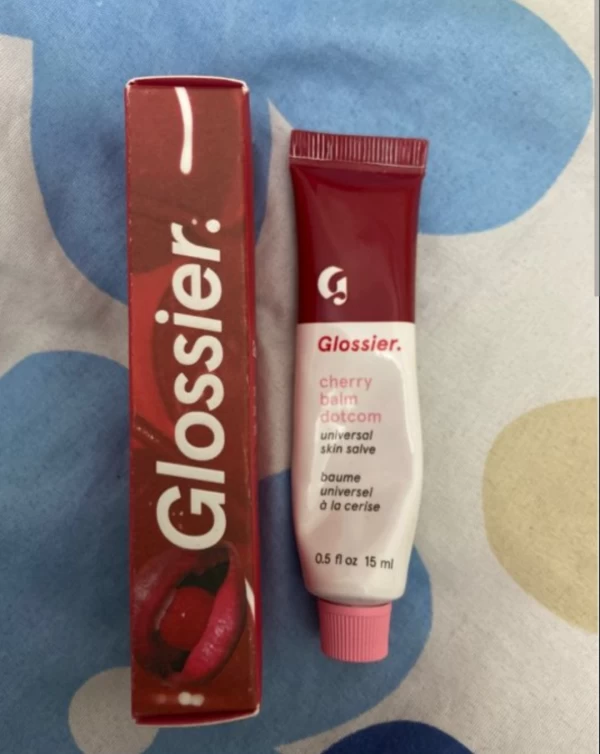 Glossier.
G
Glossier.
cherry
balm
dotcom
universal
skin salve
baume
universel
à la cerise
0.5 fl oz 15 ml